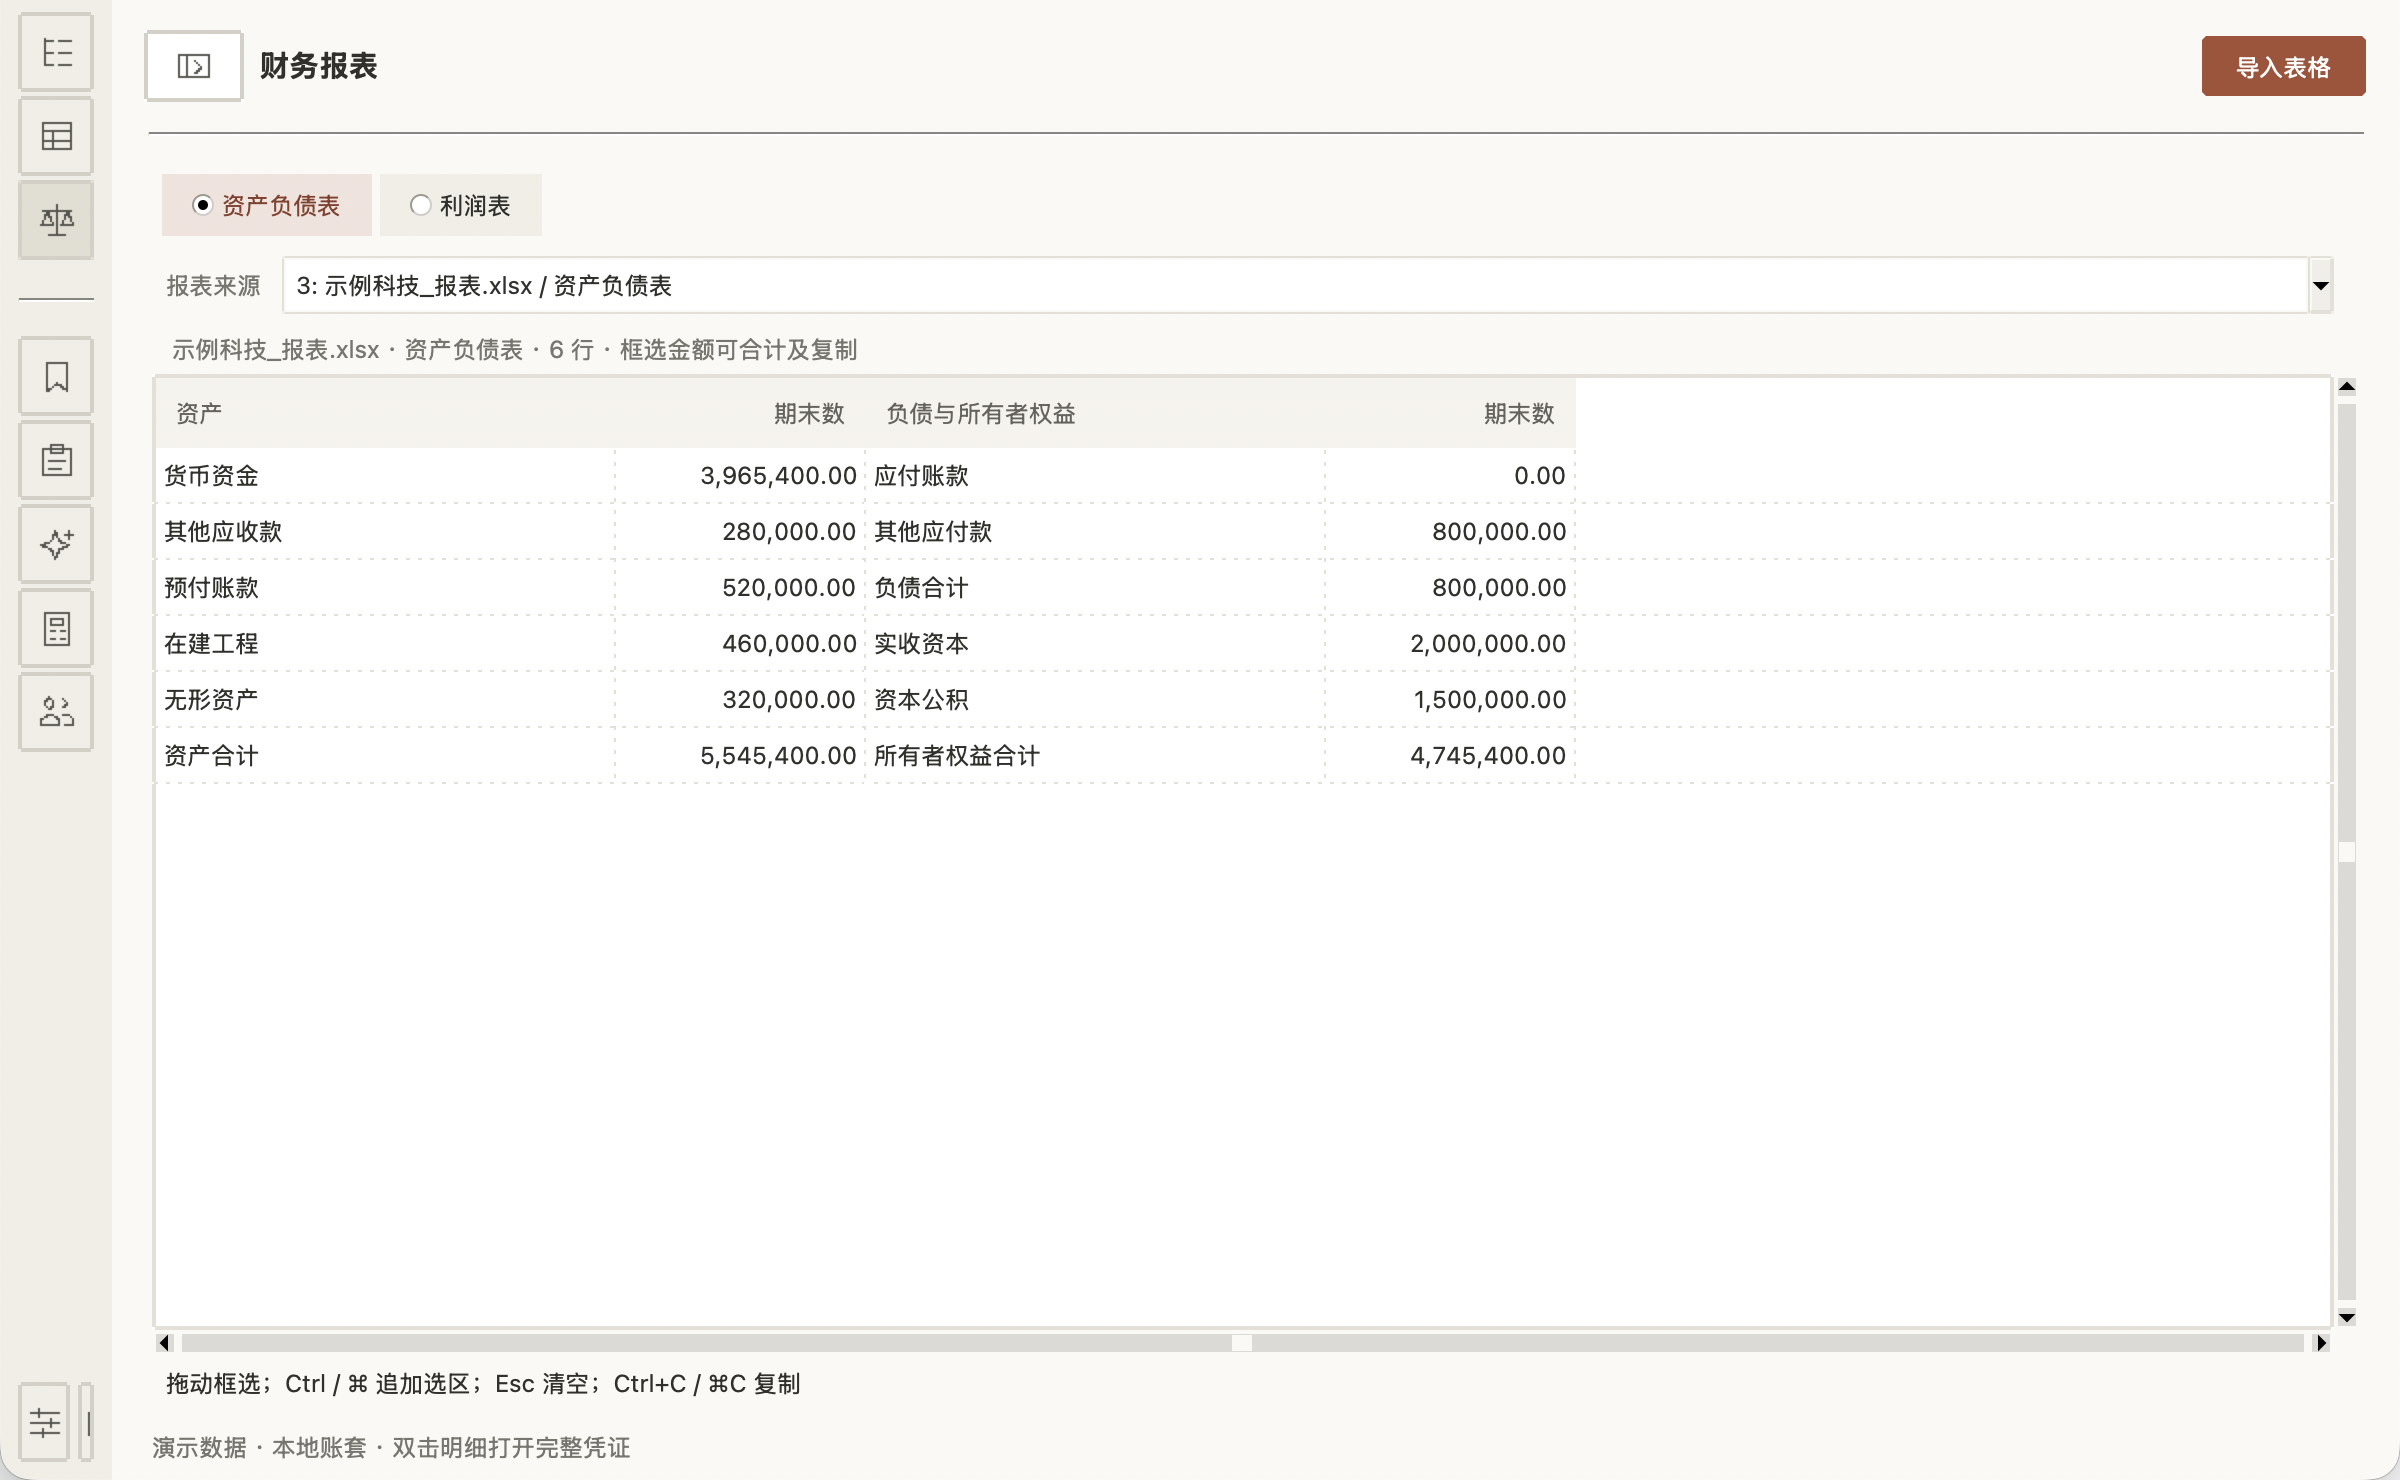 财务报表
导入表格
资产负债表 利润表
报表来源 3: 示例科技_报表.xlsx / 资产负债表
示例科技_报表.xlsx · 资产负债表 · 6 行 · 框选金额可合计及复制
资产 期末数 负债与所有者权益 期末数
货币资金 3,965,400.00 应付账款 0.00
其他应收款 280,000.00 其他应付款 800,000.00
预付账款 520,000.00 负债合计 800,000.00
在建工程 460,000.00 实收资本 2,000,000.00
无形资产 320,000.00 资本公积 1,500,000.00
资产合计 5,545,400.00 所有者权益合计 4,745,400.00
拖动框选；Ctrl / ⌘ 追加选区；Esc 清空；Ctrl+C / ⌘C 复制
演示数据 · 本地账套 · 双击明细打开完整凭证